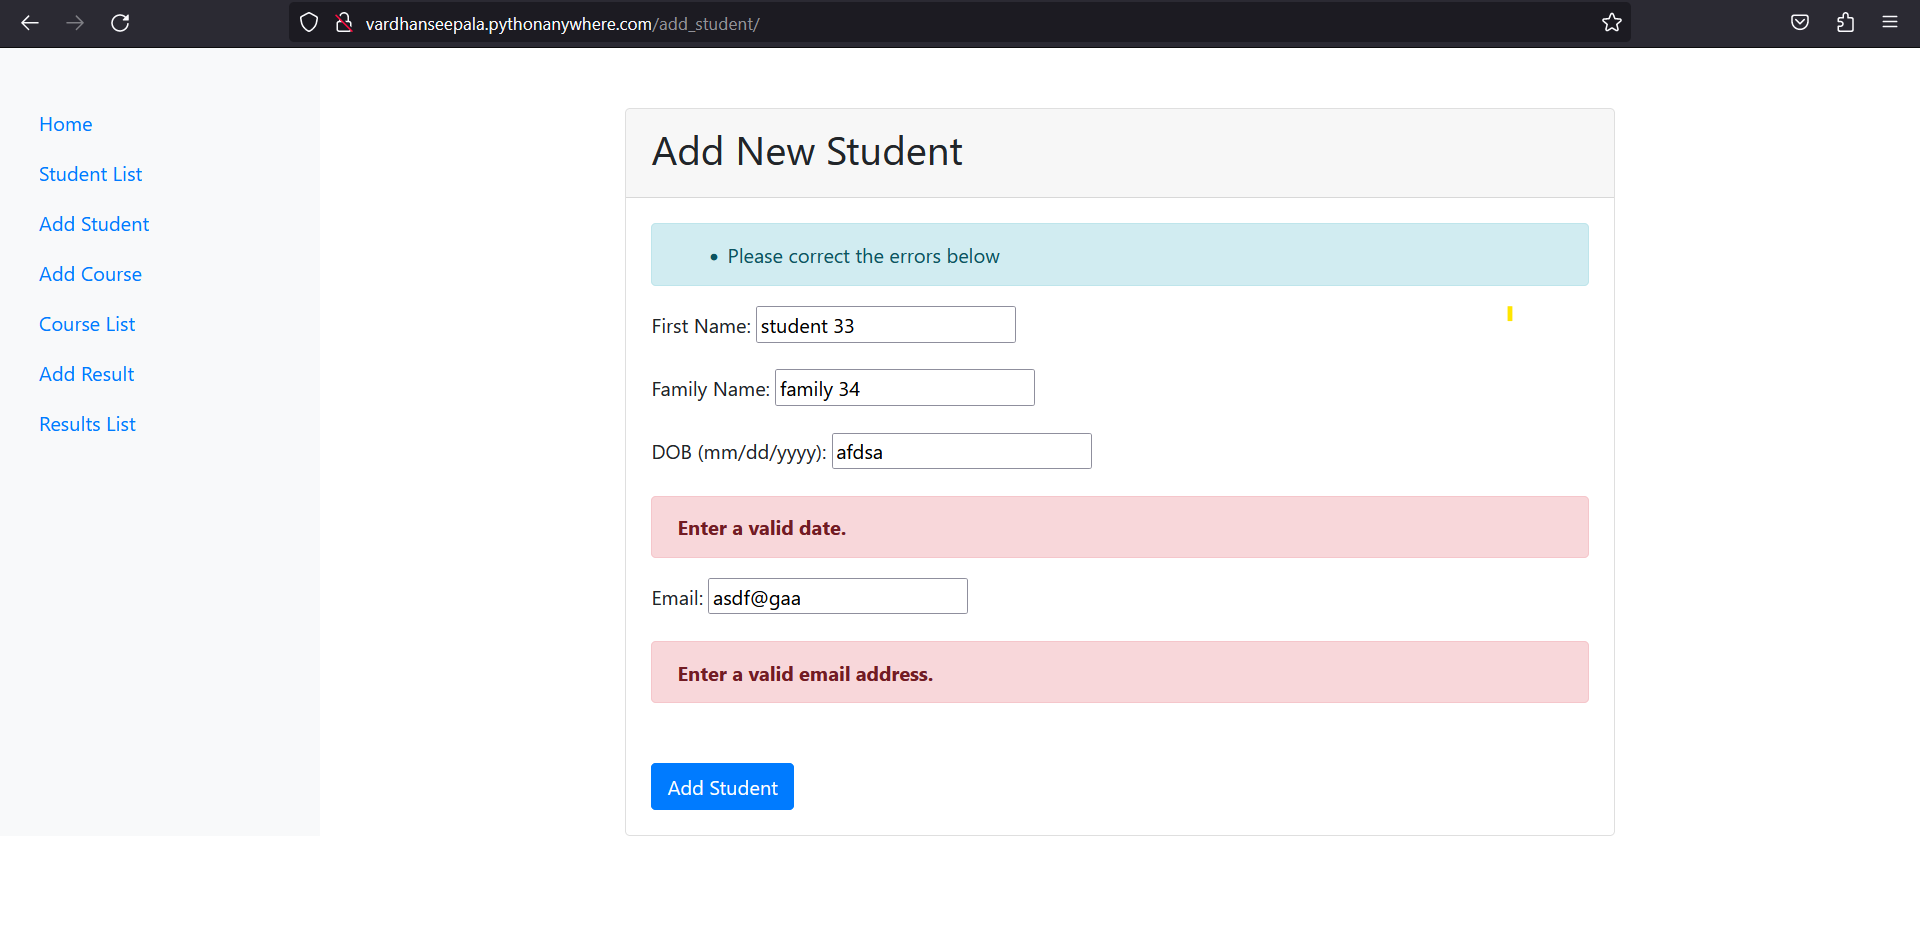 vardhanseepala.pythonanywhere.com/add_student/
Home
Student List
Add Student
Add Course
Course List
Add Result
Results List
Add New Student
• Please correct the errors below
First Name: student 33
Family Name: family 34
DOB (mm/dd/yyyy): afdsa
Enter a valid date.
Email: asdf@gaa
Enter a valid email address.
Add Student